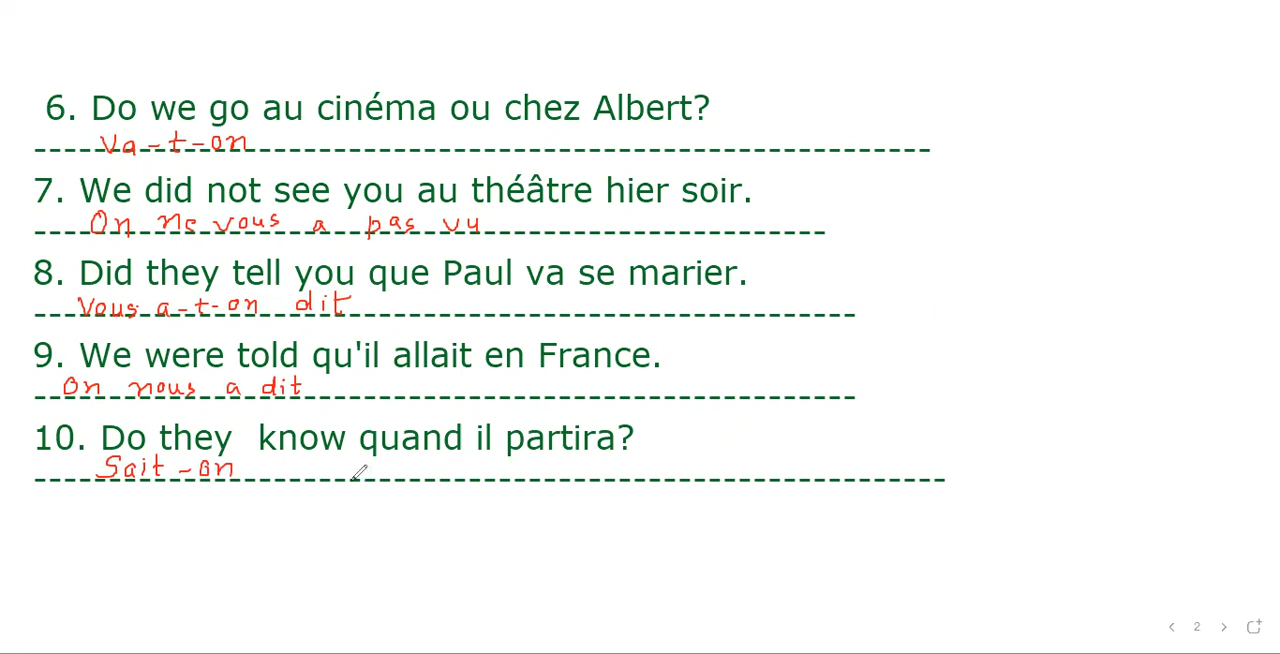 6. Do we go au cinéma ou chez Albert?
Va-t-on
7. We did not see you au théâtre hier soir.
On ne vous a pas vu
8. Did they tell you que Paul va se marier.
Vous a-t-on dit
9. We were told qu'il allait en France.
On nous a dit
10. Do they know quand il partira?
Sait-on
2